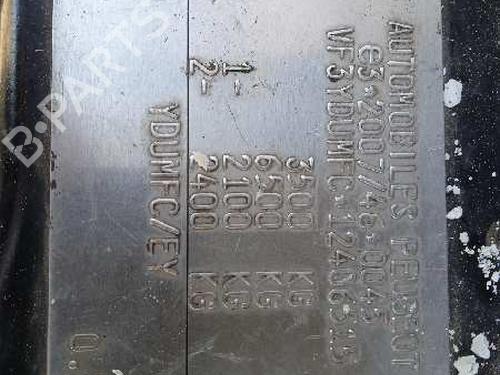 AUTOMOBILES PEUGEOT
e3*2007/46*0045
VF3YDUMFC*12406515
3500 KG
6500 KG
1- 2100 KG
2- 2400 KG
YDUMFC//EY
0.
B-PARTS